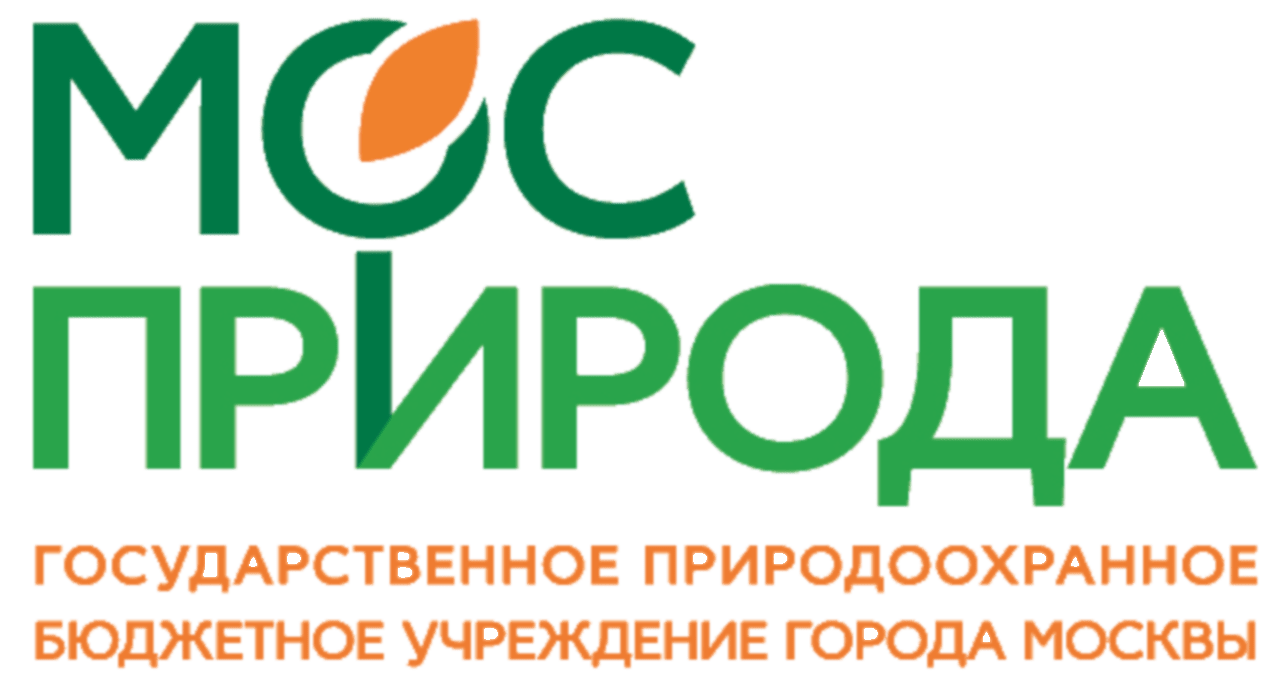 МОС
ПРИРОДА
ГОСУДАРСТВЕННОЕ ПРИРОДООХРАННОЕ
БЮДЖЕТНОЕ УЧРЕЖДЕНИЕ ГОРОДА МОСКВЫ